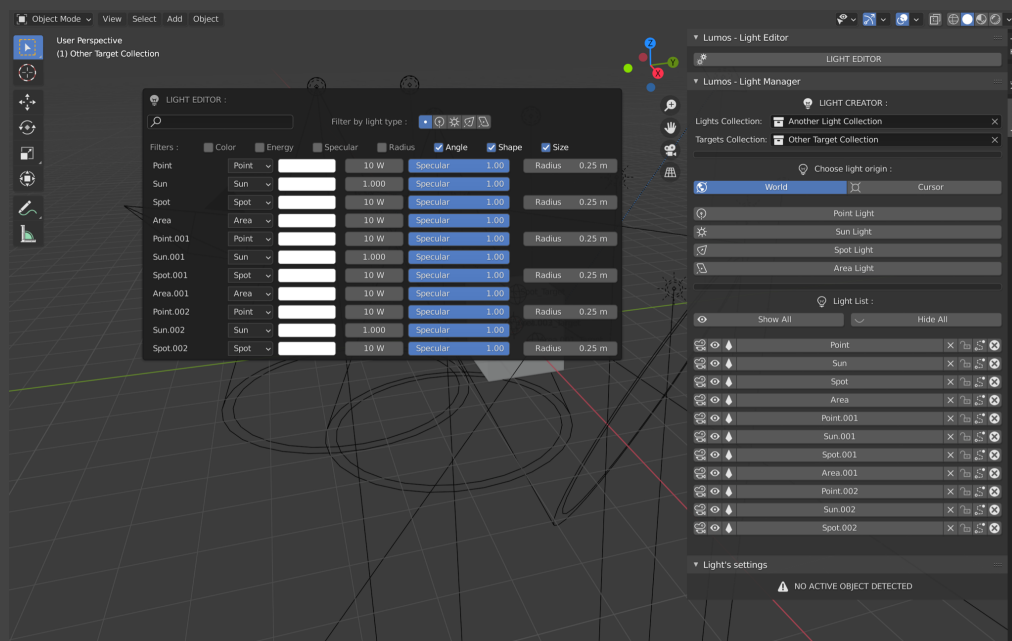 Object Mode View Select Add Object
User Perspective
(1) Other Target Collection
Z
Y
X
LIGHT EDITOR :
Filter by light type :
Filters : Color Energy Specular Radius Angle Shape Size
Point Point 10 W Specular 1.00 Radius 0.25 m
Sun Sun 1.000 Specular 1.00
Spot Spot 10 W Specular 1.00 Radius 0.25 m
Area Area 10 W Specular 1.00
Point.001 Point 10 W Specular 1.00 Radius 0.25 m
Sun.001 Sun 1.000 Specular 1.00
Spot.001 Spot 10 W Specular 1.00 Radius 0.25 m
Area.001 Area 10 W Specular 1.00
Point.002 Point 10 W Specular 1.00 Radius 0.25 m
Sun.002 Sun 1.000 Specular 1.00
Spot.002 Spot 10 W Specular 1.00 Radius 0.25 m
Lumos - Light Editor
LIGHT EDITOR
Lumos - Light Manager
LIGHT CREATOR :
Lights Collection: Another Light Collection
Targets Collection: Other Target Collection
Choose light origin :
World Cursor
Point Light
Sun Light
Spot Light
Area Light
Light List :
Show All Hide All
Point
Sun
Spot
Area
Point.001
Sun.001
Spot.001
Area.001
Point.002
Sun.002
Spot.002
Light's settings
NO ACTIVE OBJECT DETECTED